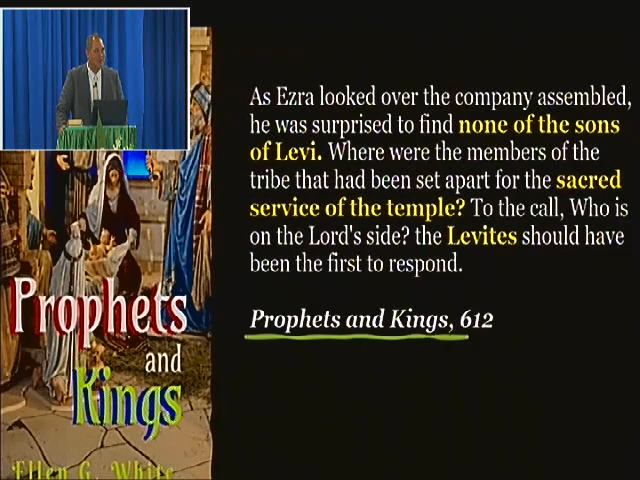 As Ezra looked over the company assembled,
he was surprised to find none of the sons
of Levi. Where were the members of the
tribe that had been set apart for the sacred
service of the temple? To the call, Who is
on the Lord's side? the Levites should have
been the first to respond.
Prophets and Kings, 612
Prophets
and
Kings
Ellen G. White